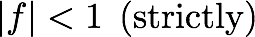 |f| < 1 (strictly)